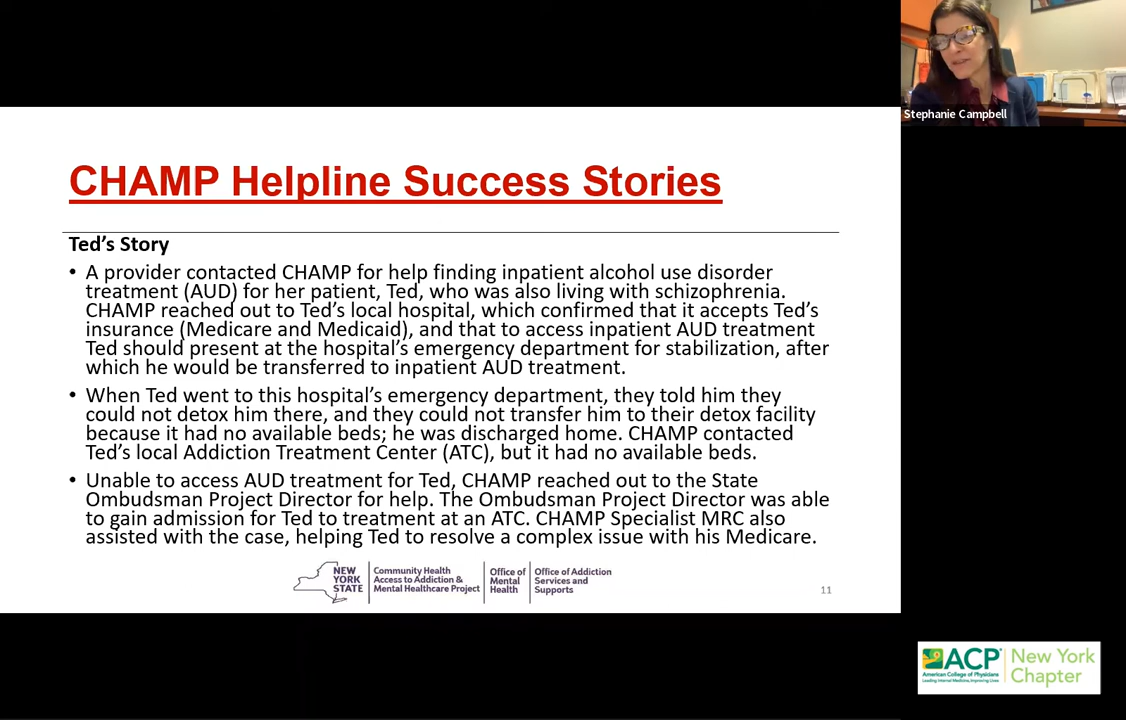 Stephanie Campbell
CHAMP Helpline Success Stories
Ted's Story
• A provider contacted CHAMP for help finding inpatient alcohol use disorder
treatment (AUD) for her patient, Ted, who was also living with schizophrenia.
CHAMP reached out to Ted's local hospital, which confirmed that it accepts Ted's
insurance (Medicare and Medicaid), and that to access inpatient AUD treatment
Ted should present at the hospital's emergency department for stabilization, after
which he would be transferred to inpatient AUD treatment.
• When Ted went to this hospital's emergency department, they told him they
could not detox him there, and they could not transfer him to their detox facility
because it had no available beds; he was discharged home. CHAMP contacted
Ted's local Addiction Treatment Center (ATC), but it had no available beds.
• Unable to access AUD treatment for Ted, CHAMP reached out to the State
Ombudsman Project Director for help. The Ombudsman Project Director was able
to gain admission for Ted to treatment at an ATC. CHAMP Specialist MRC also
assisted with the case, helping Ted to resolve a complex issue with his Medicare.
NEW
YORK
STATE
Community Health
Access to Addiction &
Mental Healthcare Project
Office of
Mental
Health
Office of Addiction
Services and
Supports
11
ACP
American College of Physicians
Leading Internal Medicine, Improving Lives
New York
Chapter